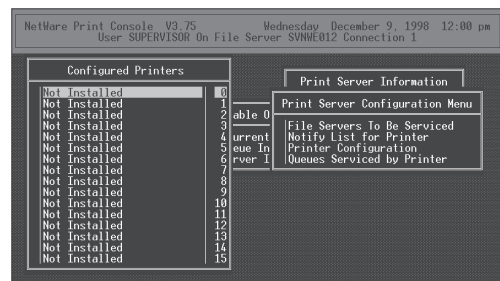 NetWare Print Console V3.75 Wednesday December 9, 1998 12:00 pm
User SUPERVISOR On File Server SVNWE012 Connection 1
Configured Printers
Not Installed 0
Not Installed 1
Not Installed 2
Not Installed 3
Not Installed 4
Not Installed 5
Not Installed 6
Not Installed 7
Not Installed 8
Not Installed 9
Not Installed 10
Not Installed 11
Not Installed 12
Not Installed 13
Not Installed 14
Not Installed 15
able O
urrent
eue In
rver I
Print Server Information
Print Server Configuration Menu
File Servers To Be Serviced
Notify List for Printer
Printer Configuration
Queues Serviced by Printer